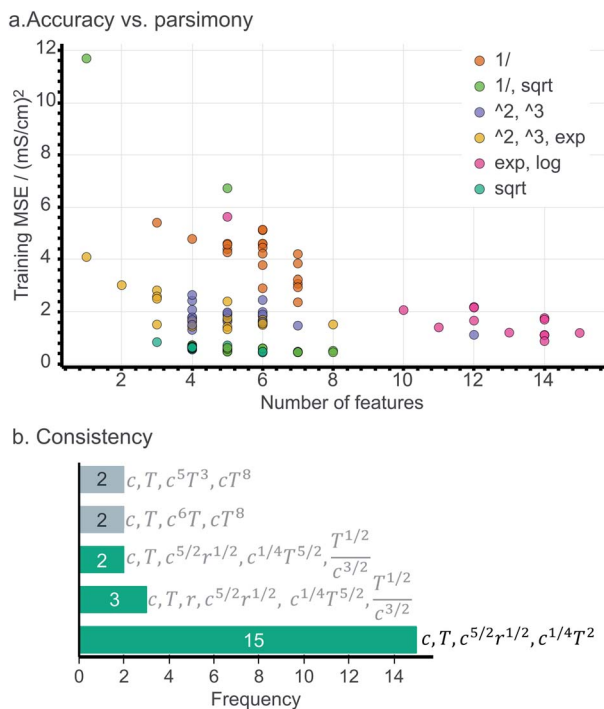 a.Accuracy vs. parsimony
12
10
8
6
4
2
0
Training MSE / (mS/cm)²
2 4 6 8 10 12 14
Number of features
1/
1/, sqrt
^2, ^3
^2, ^3, exp
exp, log
sqrt
b. Consistency
2 c, T, c⁵T³, cT⁸
2 c, T, c⁶T, cT⁸
2 c, T, c^{5/2}r^{1/2}, c^{1/4}T^{5/2}, T^{1/2}/c^{3/2}
3 c, T, r, c^{5/2}r^{1/2}, c^{1/4}T^{5/2}, T^{1/2}/c^{3/2}
15 c, T, c^{5/2}r^{1/2}, c^{1/4}T²
0 2 4 6 8 10 12 14
Frequency